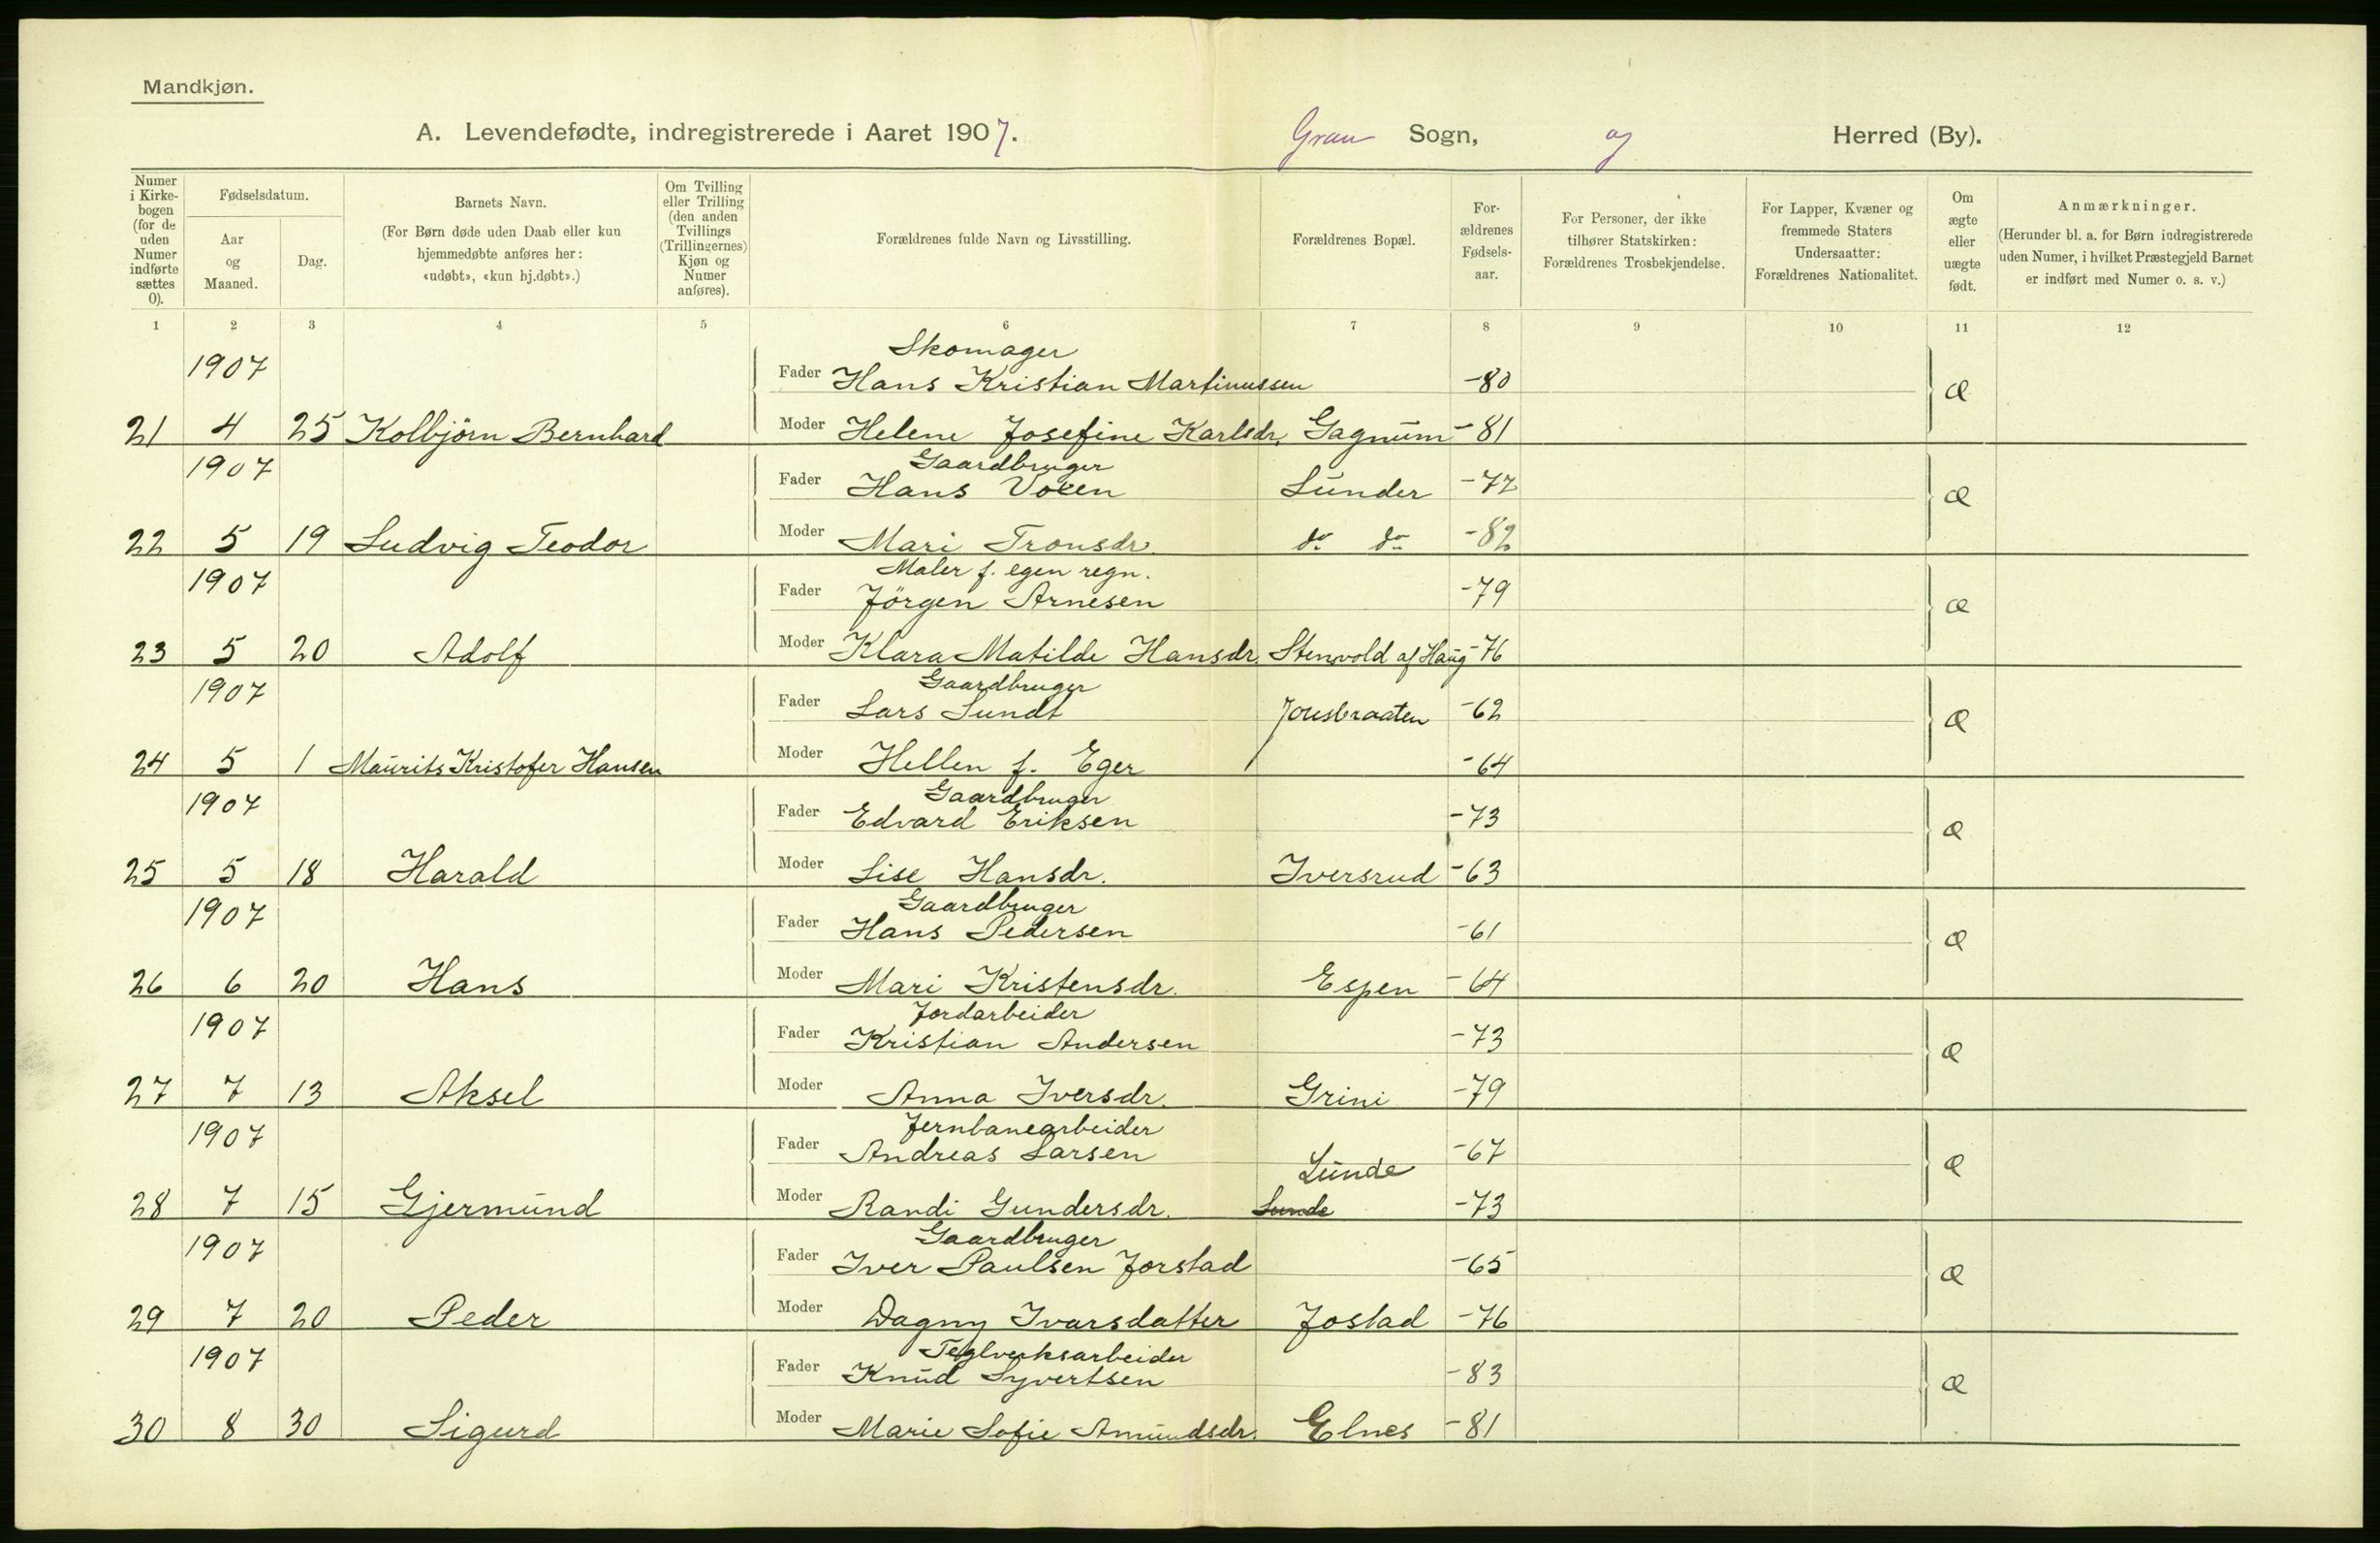 Mandkjøn.
A. Levendefødte, indregistrerede i Aaret 1907. Gran Sogn, og Herred (By).
Numer i Kirkebogen (for de uden Numer indførte sættes 0).
Fødselsdatum.
Aar og Maaned.
Dag.
Barnets Navn.
(For Børn døde uden Daab eller kun hjemmedøbte anføres her: «udøbt», «kun hj.døbt».)
Om Tvilling eller Trilling (den anden Tvillings (Trillingernes) Kjøn og Numer anføres).
Forældrenes fulde Navn og Livsstilling.
Forældrenes Bopæl.
Forældrenes Fødselsaar.
For Personer, der ikke tilhører Statskirken: Forældrenes Trosbekjendelse.
For Lapper, Kvæner og fremmede Staters Undersaatter: Forældrenes Nationalitet.
Om ægte eller uægte født.
Anmærkninger.
(Herunder bl. a. for Børn indregistrerede uden Numer, i hvilket Præstegjeld Barnet er indført med Numer o. s. v.)
1 2 3 4 5 6 7 8 9 10 11 12
Skomager
1907 Fader Hans Kristian Martinussen -80 æ
21 4 25 Kolbjörn Bernhard Moder Helene Josefine Karlsdr. Gagnum -81
Gaardbruger
1907 Fader Hans Voxen Lunder -72 æ
22 5 19 Ludvig Teodor Moder Mari Tronsdr. do do -82
Maler f. egen regn.
1907 Fader Jörgen Arnesen -79 æ
23 5 20 Adolf Moder Klara Matilde Hansdr. Stenvold af Haug -76
Gaardbruger
1907 Fader Lars Sundt Jonsbraaten -62 æ
24 5 1 Maurits Kristofer Hansen Moder Hellen f. Eger -64
Gaardbruger
1907 Fader Edvard Eriksen -73 æ
25 5 18 Harald Moder Lise Hansdr. Iversrud -63
Gaardbruger
1907 Fader Hans Pedersen -61 æ
26 6 20 Hans Moder Mari Kristensdr. Espen -64
Jordarbeider
1907 Fader Kristian Andersen -73 æ
27 7 13 Aksel Moder Anna Iversdr. Grini -79
Jernbanearbeider
1907 Fader Andreas Larsen Lunde -67 æ
28 7 15 Gjermund Moder Randi Gundersdr. Lunde -73
Gaardbruger
1907 Fader Iver Paulsen Jorstad -65 æ
29 7 20 Peder Moder Dagny Ivarsdatter Jostad -76
Teglverksarbeider
1907 Fader Knud Syvertsen -83 æ
30 8 30 Sigurd Moder Marie Sofie Amundsdr. Elnes -81